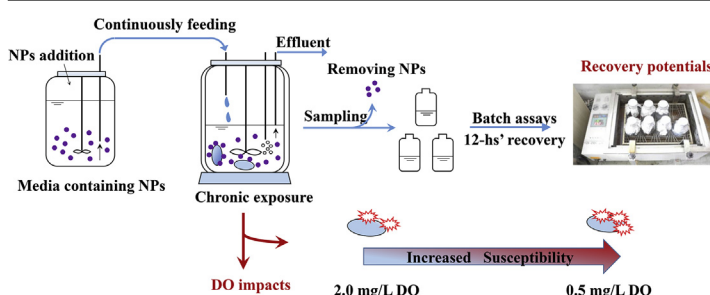 Continuously feeding
NPs addition
Effluent
Removing NPs
Recovery potentials
Sampling
Batch assays
12-hs' recovery
Media containing NPs
Chronic exposure
Increased Susceptibility
DO impacts
2.0 mg/L DO
0.5 mg/L DO